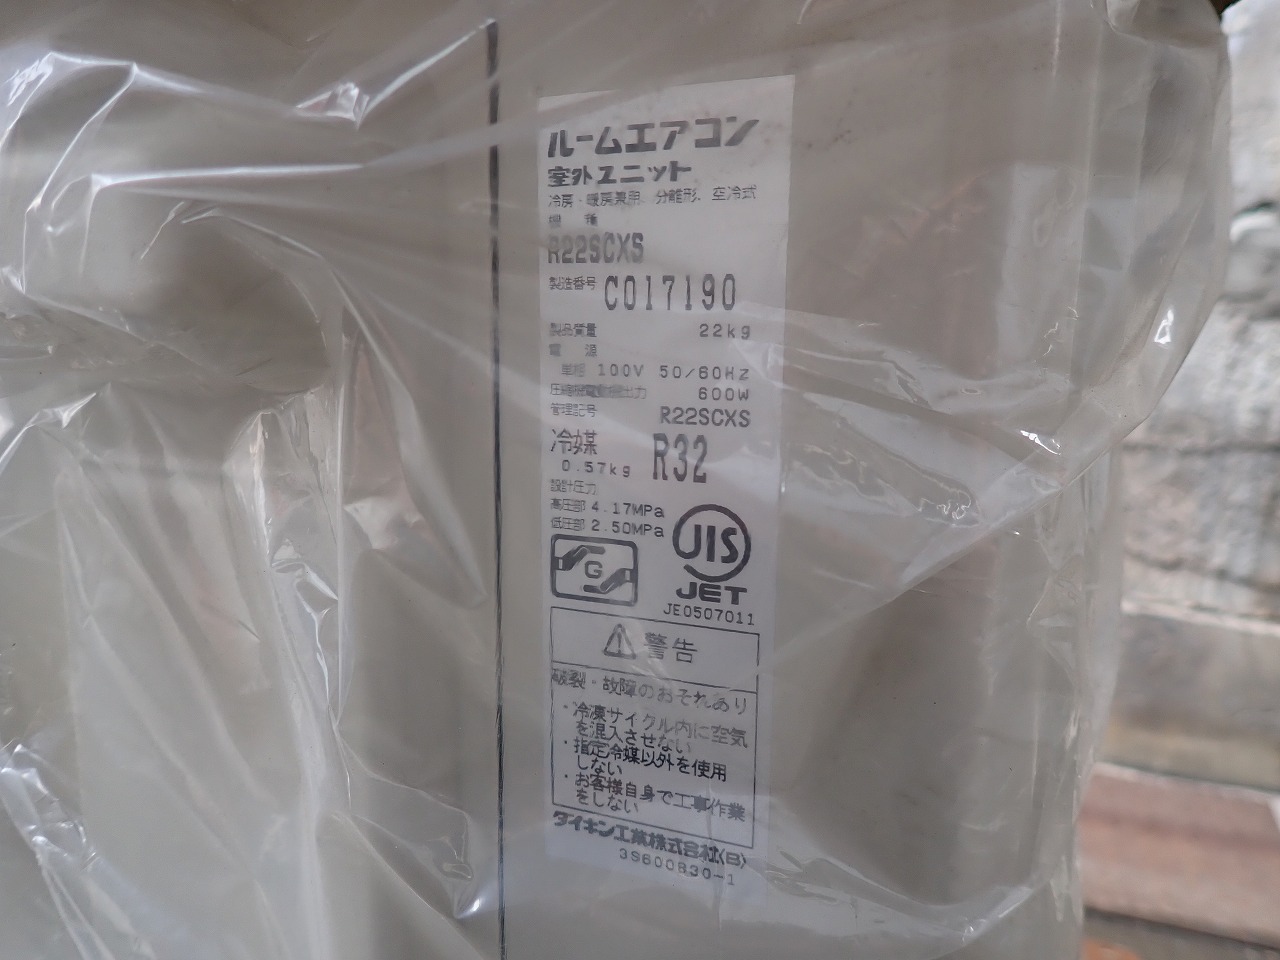 ルームエアコン
室外ユニット
冷房・暖房兼用、分離形、空冷式
機 種
R22SCXS
製造番号 C017190
製品質量 22kg
電 源
単相 100V 50/60Hz
圧縮機電動機出力 600W
管理記号 R22SCXS
冷媒 R32
0.57kg
設計圧力
高圧部 4.17MPa
低圧部 2.50MPa
G
JIS
JET
JE0507011
警告
破裂・故障のおそれあり
・冷凍サイクル内に空気
を混入させない
・指定冷媒以外を使用
しない
・お客様自身で工事作業
をしない
ダイキン工業株式会社(B)
3S600830-1